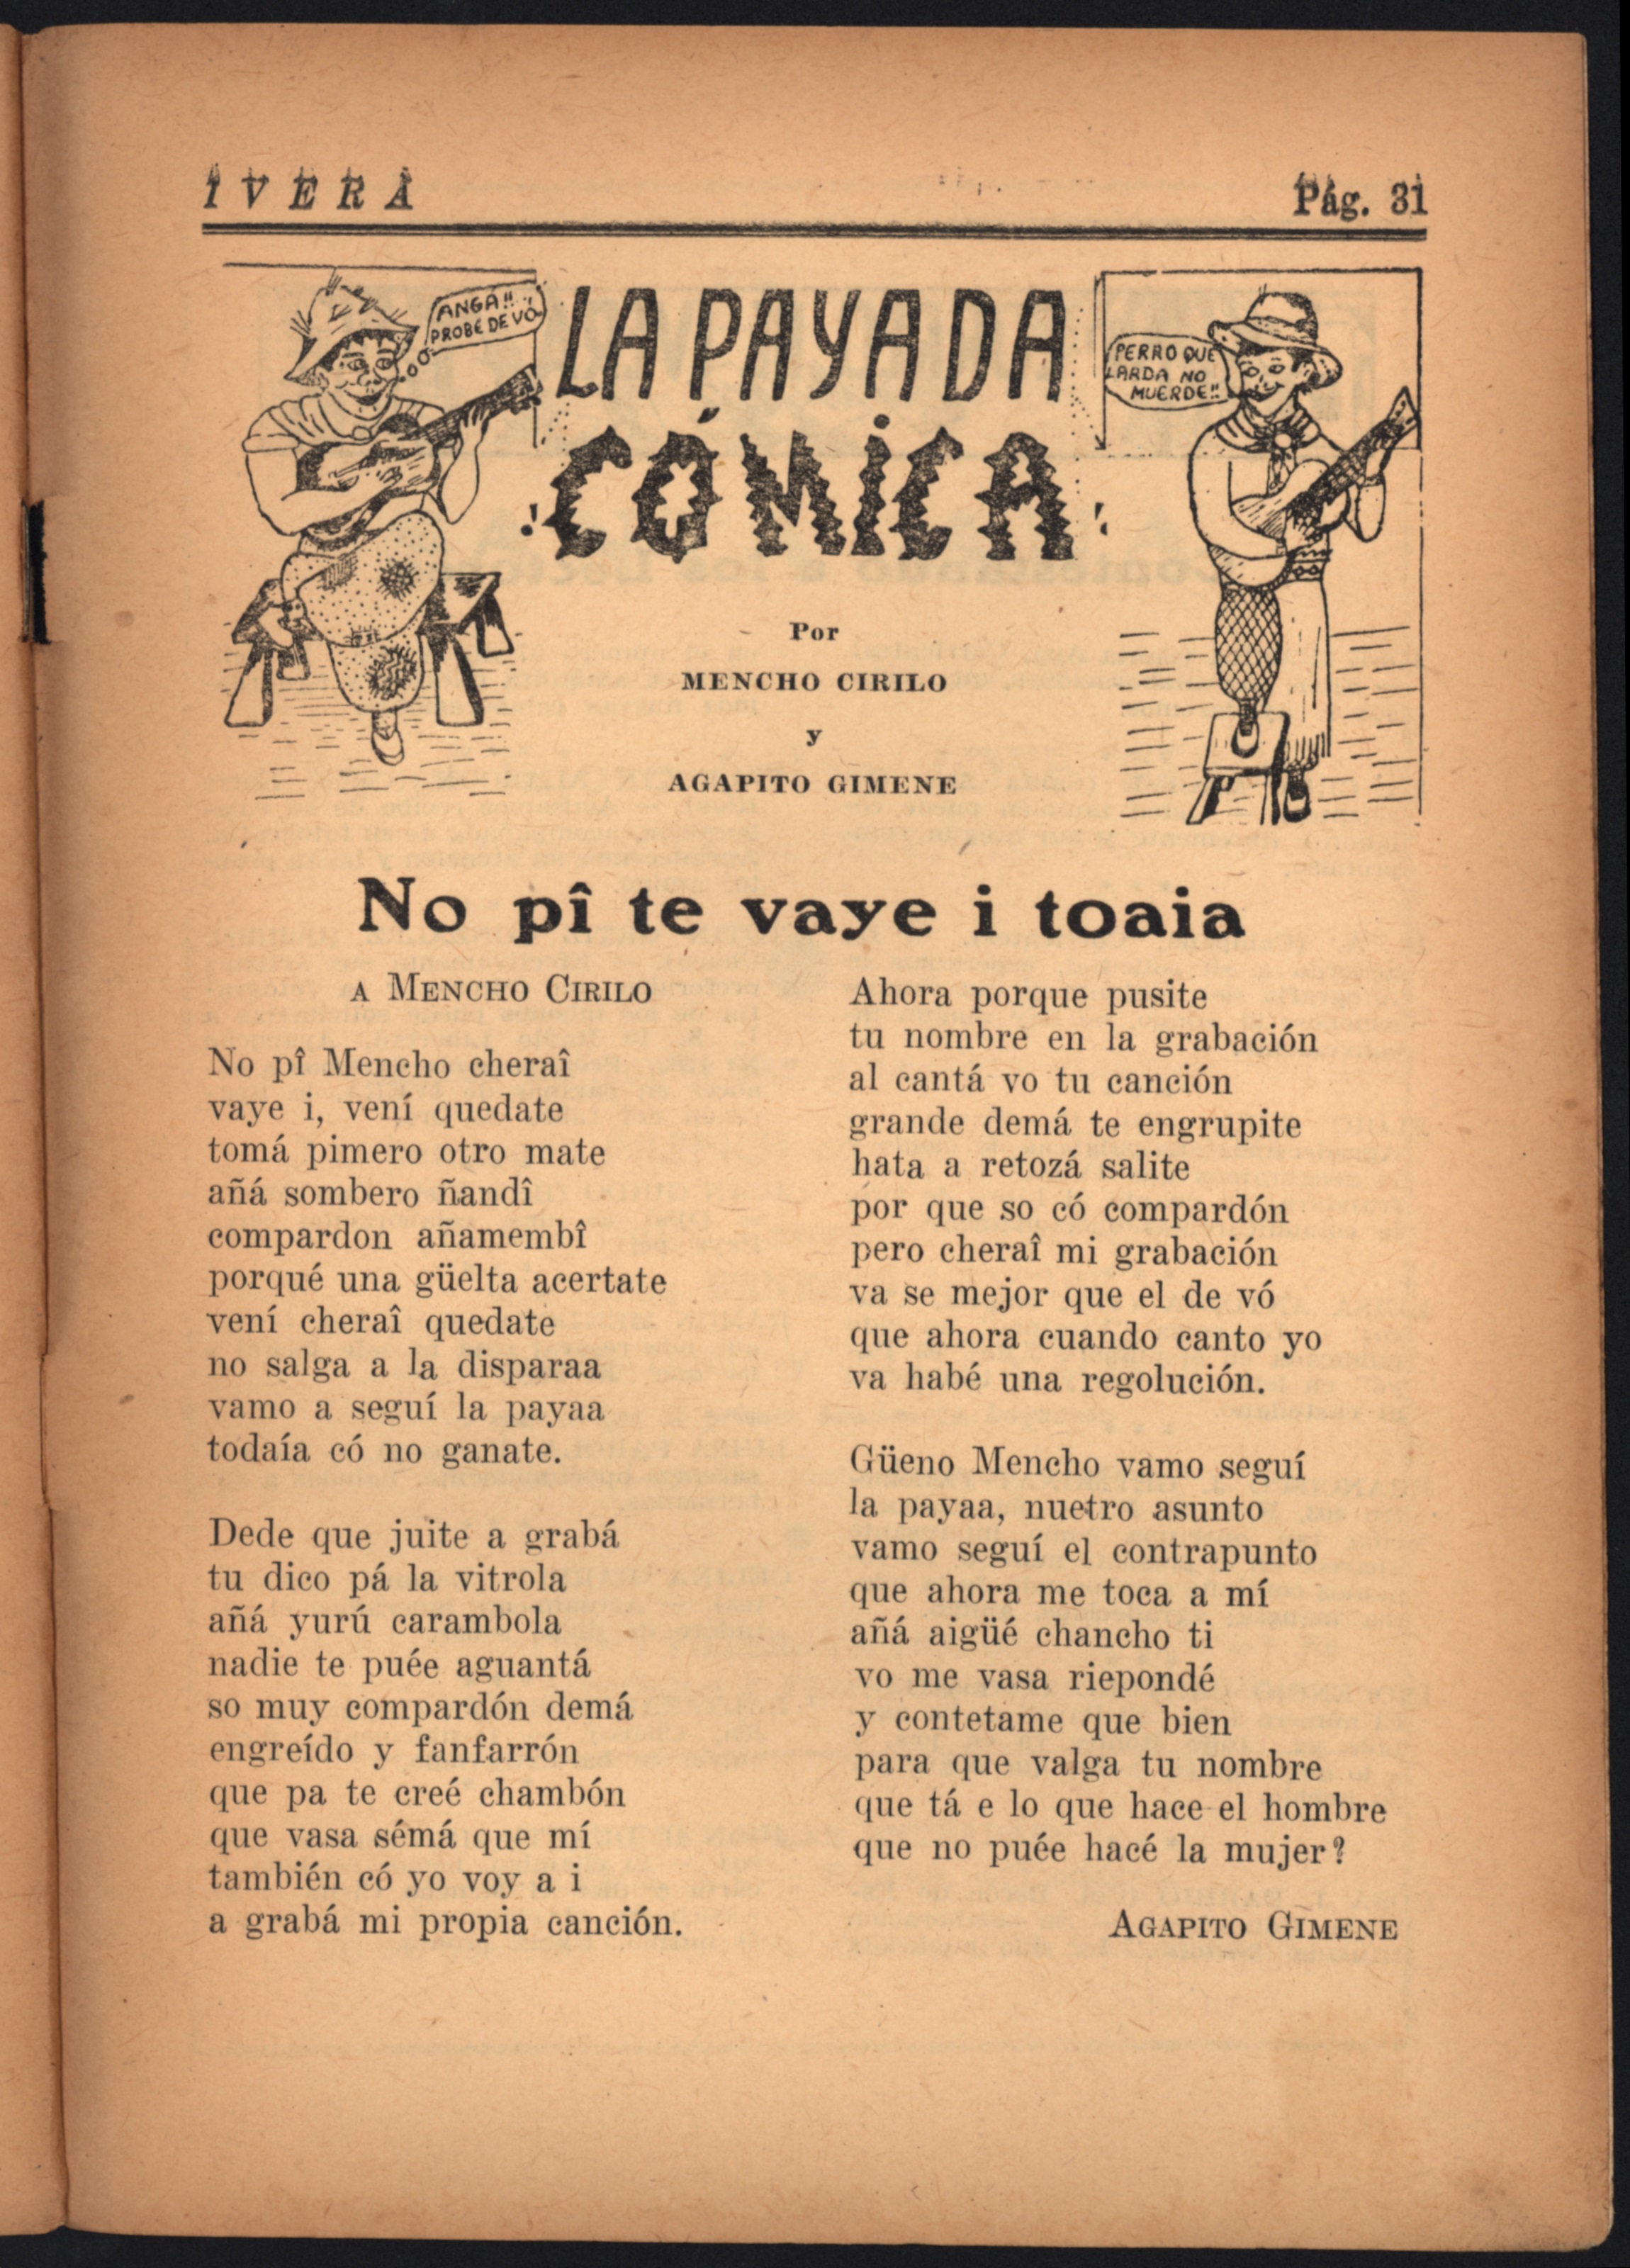 IVERÁ
Pág. 31
ANGÁ!!
PROBE DE VÓ
LA PAYADA
¡CÓMICA!
PERRO QUE
LARDA NO
MUERDE!!
Por
MENCHO CIRILO
y
AGAPITO GIMENE
No pî te vaye i toaia
A MENCHO CIRILO
No pî Mencho cheraî
vaye i, vení quedate
tomá pimero otro mate
añá sombero ñandî
compardon añamembî
porqué una güelta acertate
vení cheraî quedate
no salga a la disparaa
vamo a seguí la payaa
todaía có no ganate.
Dede que juite a grabá
tu dico pá la vitrola
añá yurú carambola
nadie te puée aguantá
so muy compardón demá
engreído y fanfarrón
que pa te creé chambón
que vasa sémá que mí
también có yo voy a i
a grabá mi propia canción.
Ahora porque pusite
tu nombre en la grabación
al cantá vo tu canción
grande demá te engrupite
hata a retozá salite
por que so có compardón
pero cheraî mi grabación
va se mejor que el de vó
que ahora cuando canto yo
va habé una regolución.
Güeno Mencho vamo seguí
la payaa, nuetro asunto
vamo seguí el contrapunto
que ahora me toca a mí
añá aigüé chancho ti
vo me vasa riepondé
y contetame que bien
para que valga tu nombre
que tá e lo que hace el hombre
que no puée hacé la mujer?
AGAPITO GIMENE